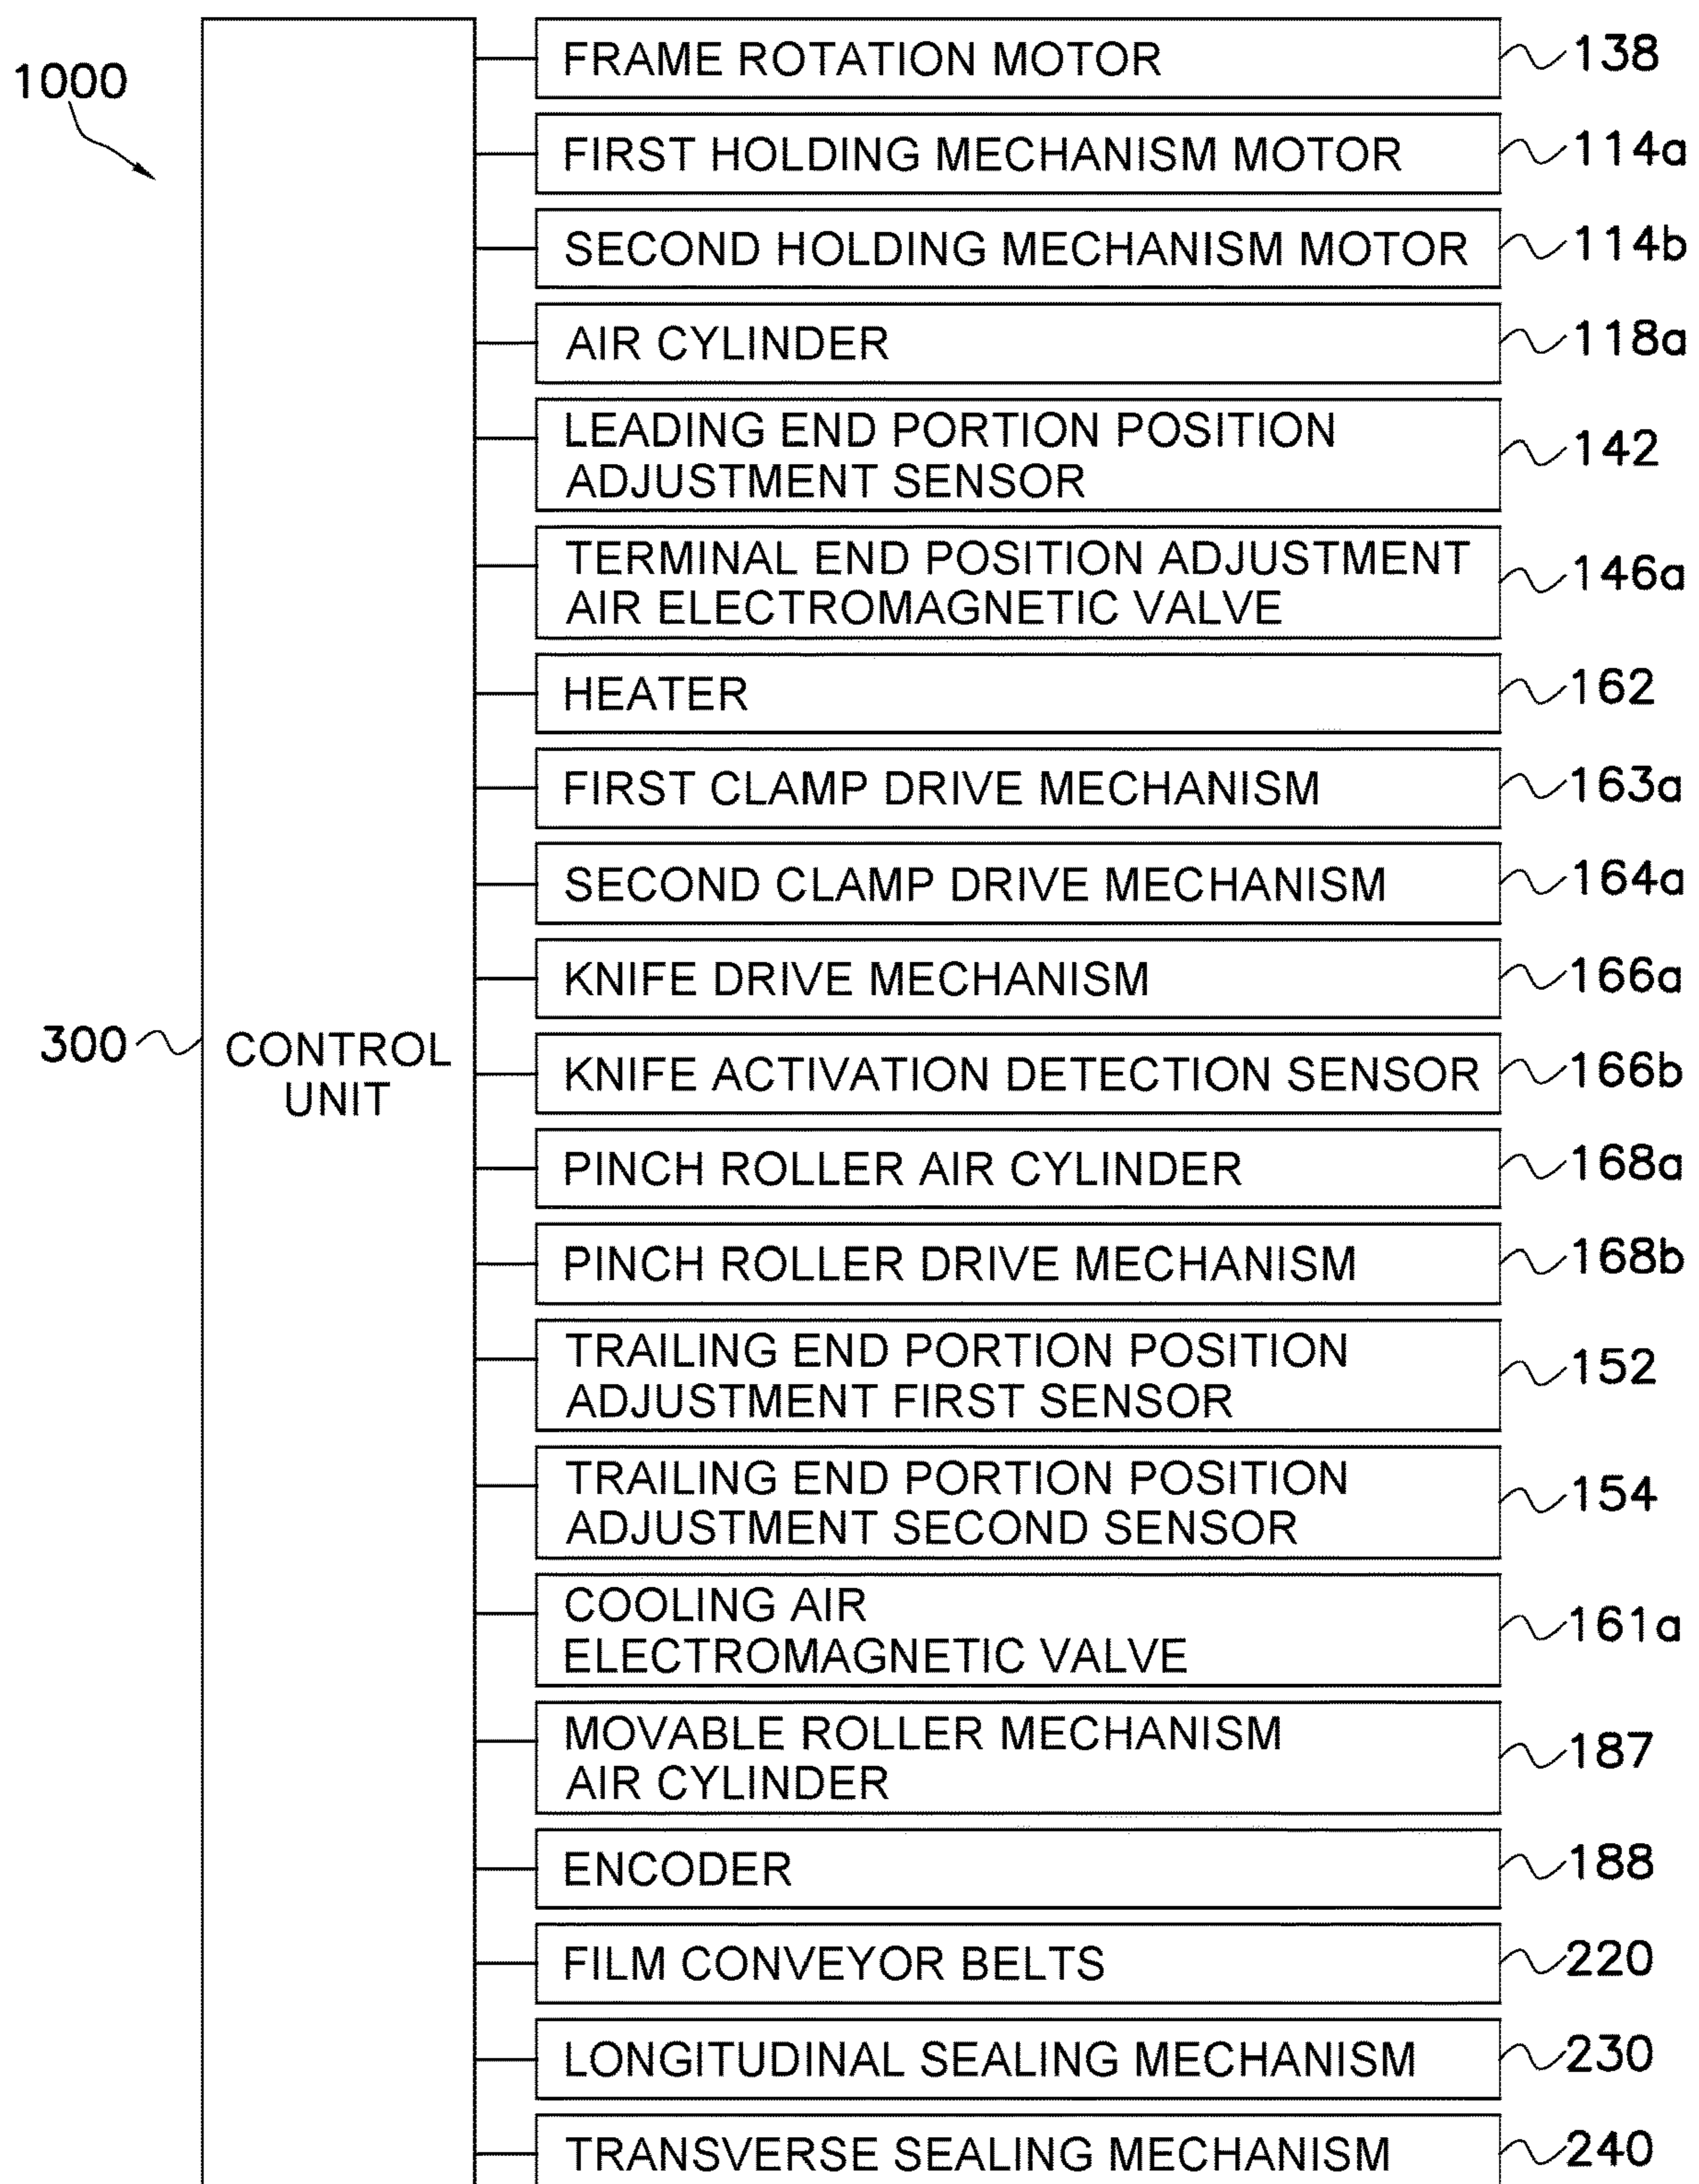 1000
300
CONTROL
UNIT
FRAME ROTATION MOTOR 138
FIRST HOLDING MECHANISM MOTOR 114a
SECOND HOLDING MECHANISM MOTOR 114b
AIR CYLINDER 118a
LEADING END PORTION POSITION
ADJUSTMENT SENSOR 142
TERMINAL END POSITION ADJUSTMENT
AIR ELECTROMAGNETIC VALVE 146a
HEATER 162
FIRST CLAMP DRIVE MECHANISM 163a
SECOND CLAMP DRIVE MECHANISM 164a
KNIFE DRIVE MECHANISM 166a
KNIFE ACTIVATION DETECTION SENSOR 166b
PINCH ROLLER AIR CYLINDER 168a
PINCH ROLLER DRIVE MECHANISM 168b
TRAILING END PORTION POSITION
ADJUSTMENT FIRST SENSOR 152
TRAILING END PORTION POSITION
ADJUSTMENT SECOND SENSOR 154
COOLING AIR
ELECTROMAGNETIC VALVE 161a
MOVABLE ROLLER MECHANISM
AIR CYLINDER 187
ENCODER 188
FILM CONVEYOR BELTS 220
LONGITUDINAL SEALING MECHANISM 230
TRANSVERSE SEALING MECHANISM 240